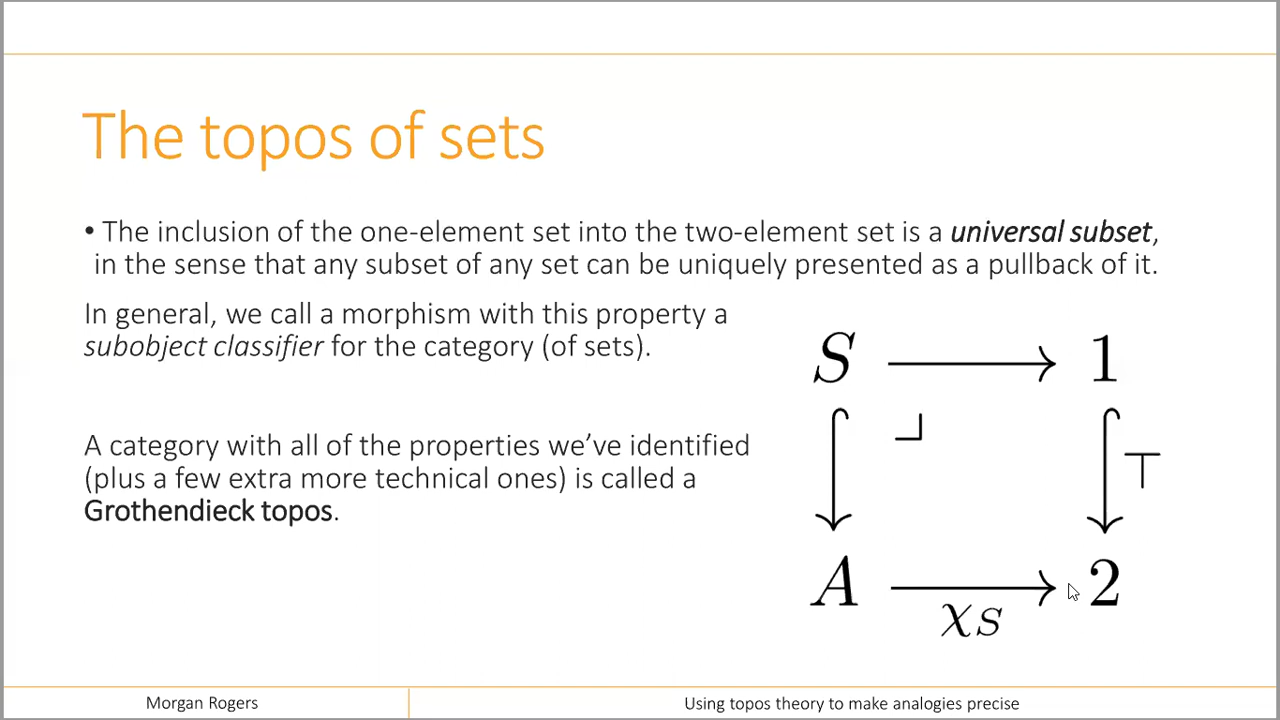 The topos of sets
• The inclusion of the one-element set into the two-element set is a universal subset,
in the sense that any subset of any set can be uniquely presented as a pullback of it.
In general, we call a morphism with this property a
subobject classifier for the category (of sets).
A category with all of the properties we’ve identified
(plus a few extra more technical ones) is called a
Grothendieck topos.
S 1
⊤
A 2
χS
Morgan Rogers
Using topos theory to make analogies precise